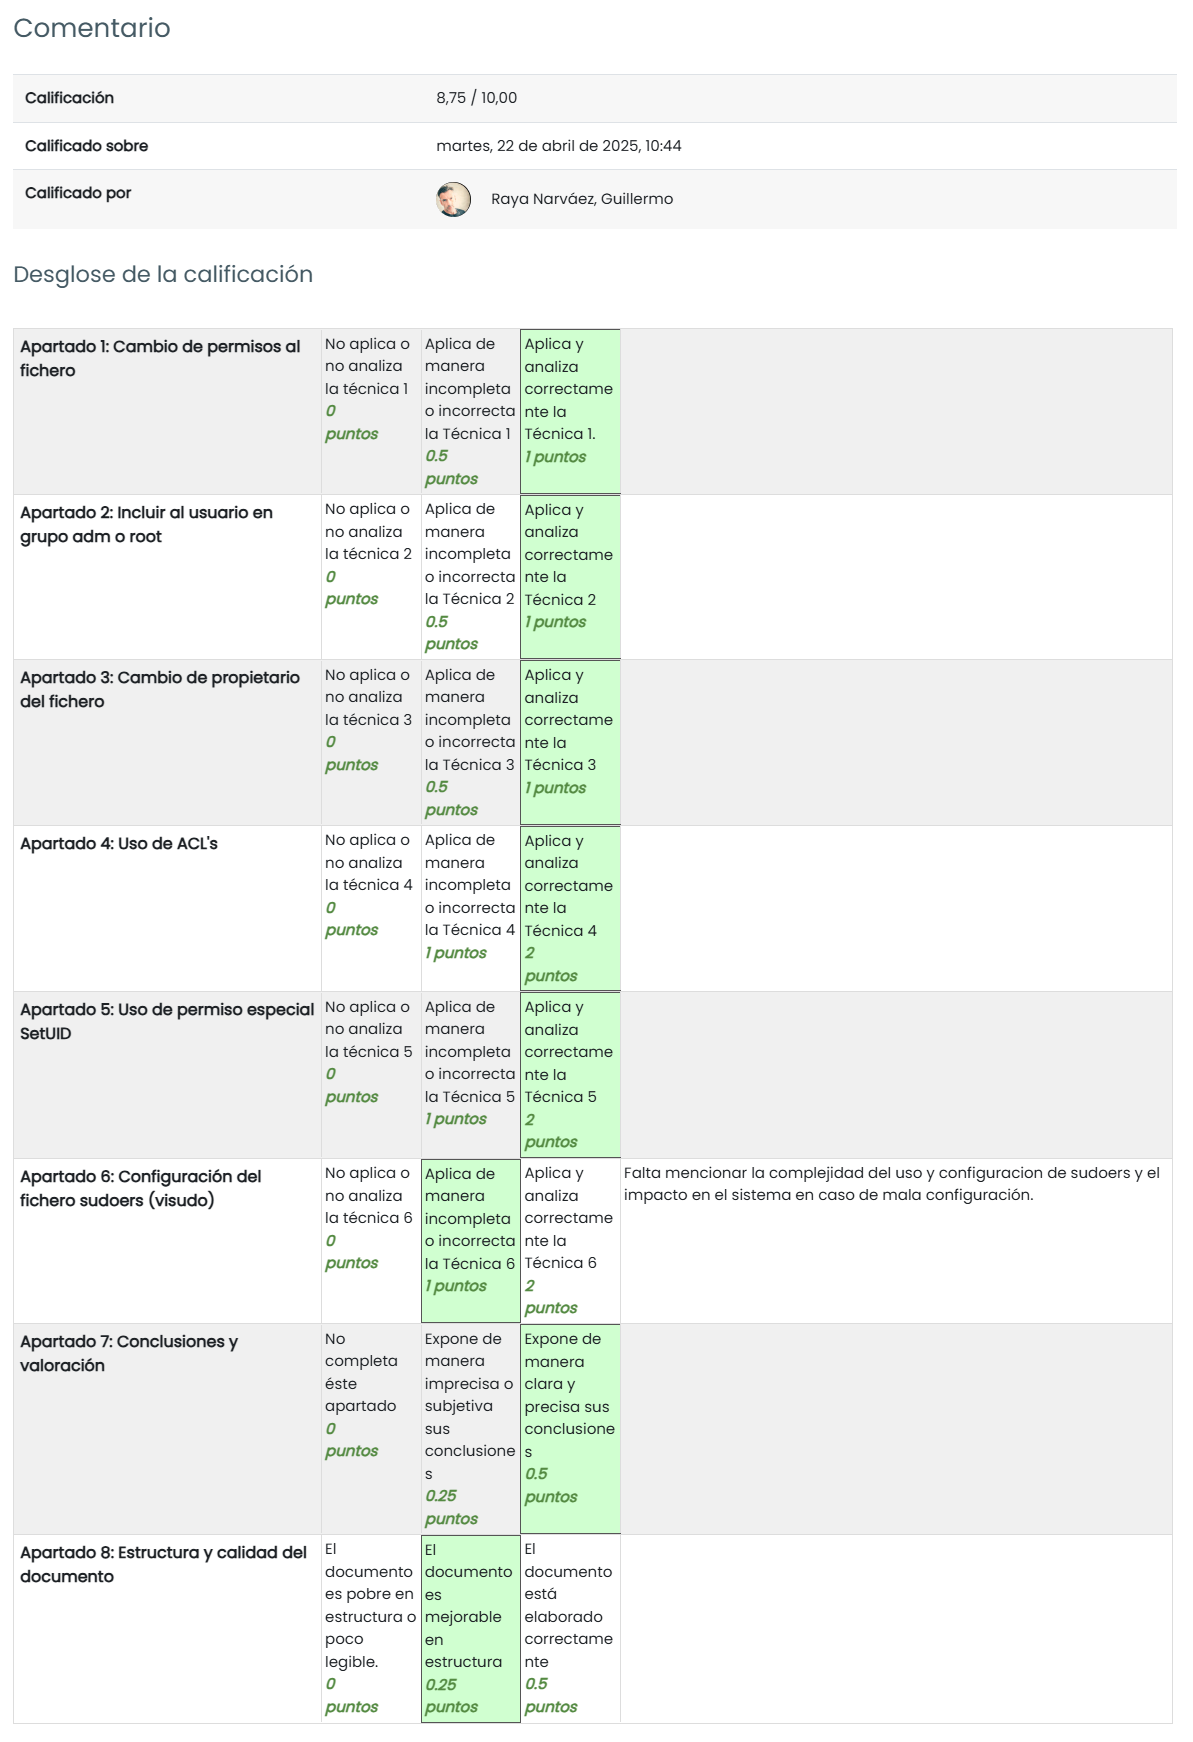 Comentario
Calificación
8,75 / 10,00
Calificado sobre
martes, 22 de abril de 2025, 10:44
Calificado por
Raya Narváez, Guillermo
Desglose de la calificación
Apartado 1: Cambio de permisos al
fichero
No aplica o
no analiza
la técnica 1
0
puntos
Aplica de
manera
incompleta
o incorrecta
la Técnica 1
0.5
puntos
Aplica y
analiza
correctame
nte la
Técnica 1.
1 puntos
Apartado 2: Incluir al usuario en
grupo adm o root
No aplica o
no analiza
la técnica 2
0
puntos
Aplica de
manera
incompleta
o incorrecta
la Técnica 2
0.5
puntos
Aplica y
analiza
correctame
nte la
Técnica 2
1 puntos
Apartado 3: Cambio de propietario
del fichero
No aplica o
no analiza
la técnica 3
0
puntos
Aplica de
manera
incompleta
o incorrecta
la Técnica 3
0.5
puntos
Aplica y
analiza
correctame
nte la
Técnica 3
1 puntos
Apartado 4: Uso de ACL's
No aplica o
no analiza
la técnica 4
0
puntos
Aplica de
manera
incompleta
o incorrecta
la Técnica 4
1 puntos
Aplica y
analiza
correctame
nte la
Técnica 4
2
puntos
Apartado 5: Uso de permiso especial
SetUID
No aplica o
no analiza
la técnica 5
0
puntos
Aplica de
manera
incompleta
o incorrecta
la Técnica 5
1 puntos
Aplica y
analiza
correctame
nte la
Técnica 5
2
puntos
Apartado 6: Configuración del
fichero sudoers (visudo)
No aplica o
no analiza
la técnica 6
0
puntos
Aplica de
manera
incompleta
o incorrecta
la Técnica 6
1 puntos
Aplica y
analiza
correctame
nte la
Técnica 6
2
puntos
Falta mencionar la complejidad del uso y configuracion de sudoers y el
impacto en el sistema en caso de mala configuración.
Apartado 7: Conclusiones y
valoración
No
completa
éste
apartado
0
puntos
Expone de
manera
imprecisa o
subjetiva
sus
conclusione
s
0.25
puntos
Expone de
manera
clara y
precisa sus
conclusione
s
0.5
puntos
Apartado 8: Estructura y calidad del
documento
El
documento
es pobre en
estructura o
poco
legible.
0
puntos
El
documento
es
mejorable
en
estructura
0.25
puntos
El
documento
está
elaborado
correctame
nte
0.5
puntos